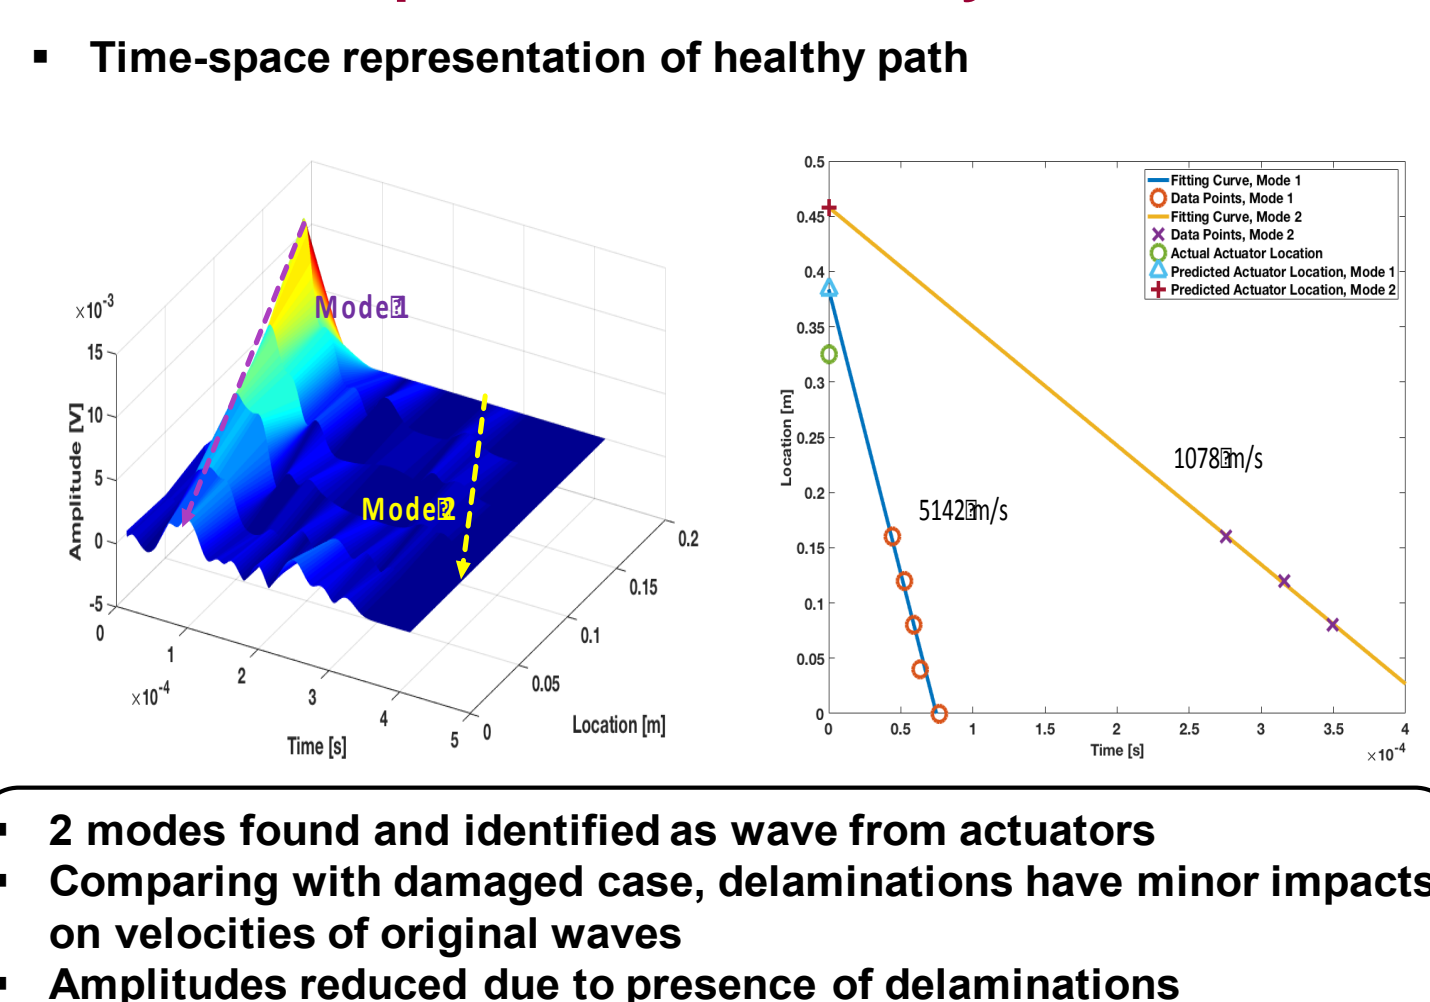 ▪ Time-space representation of healthy path
×10-3
15
10
5
0
-5
Amplitude [V]
0
1
2
3
4
5
×10-4
Time [s]
0
0.05
0.1
0.15
0.2
Location [m]
Mode 1
Mode 2
0.5
0.45
0.4
0.35
0.3
0.25
0.2
0.15
0.1
0.05
0
Location [m]
Fitting Curve, Mode 1
Data Points, Mode 1
Fitting Curve, Mode 2
Data Points, Mode 2
Actual Actuator Location
Predicted Actuator Location, Mode 1
Predicted Actuator Location, Mode 2
1078 m/s
5142 m/s
0 0.5 1 1.5 2 2.5 3 3.5 4
Time [s]
×10-4
▪ 2 modes found and identified as wave from actuators
▪ Comparing with damaged case, delaminations have minor impacts
on velocities of original waves
▪ Amplitudes reduced due to presence of delaminations